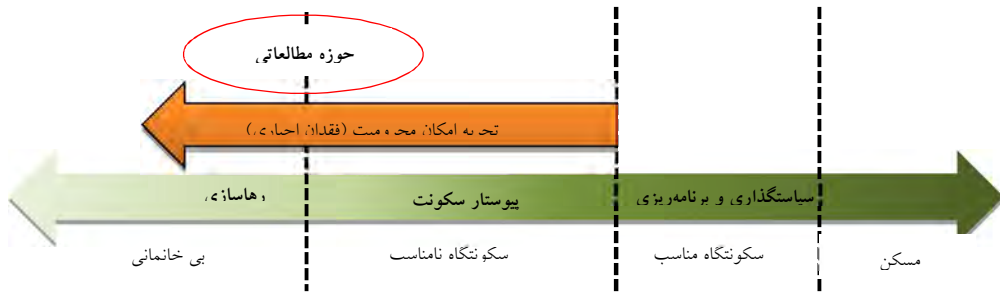 حوزه مطالعاتی
تجربه امکان محرومیت (فقدان اجباری)
سیاستگذاری و برنامه‌ریزی پیوستار سکونت رهاسازی
مسکن سکونتگاه مناسب سکونتگاه نامناسب بی خانمانی